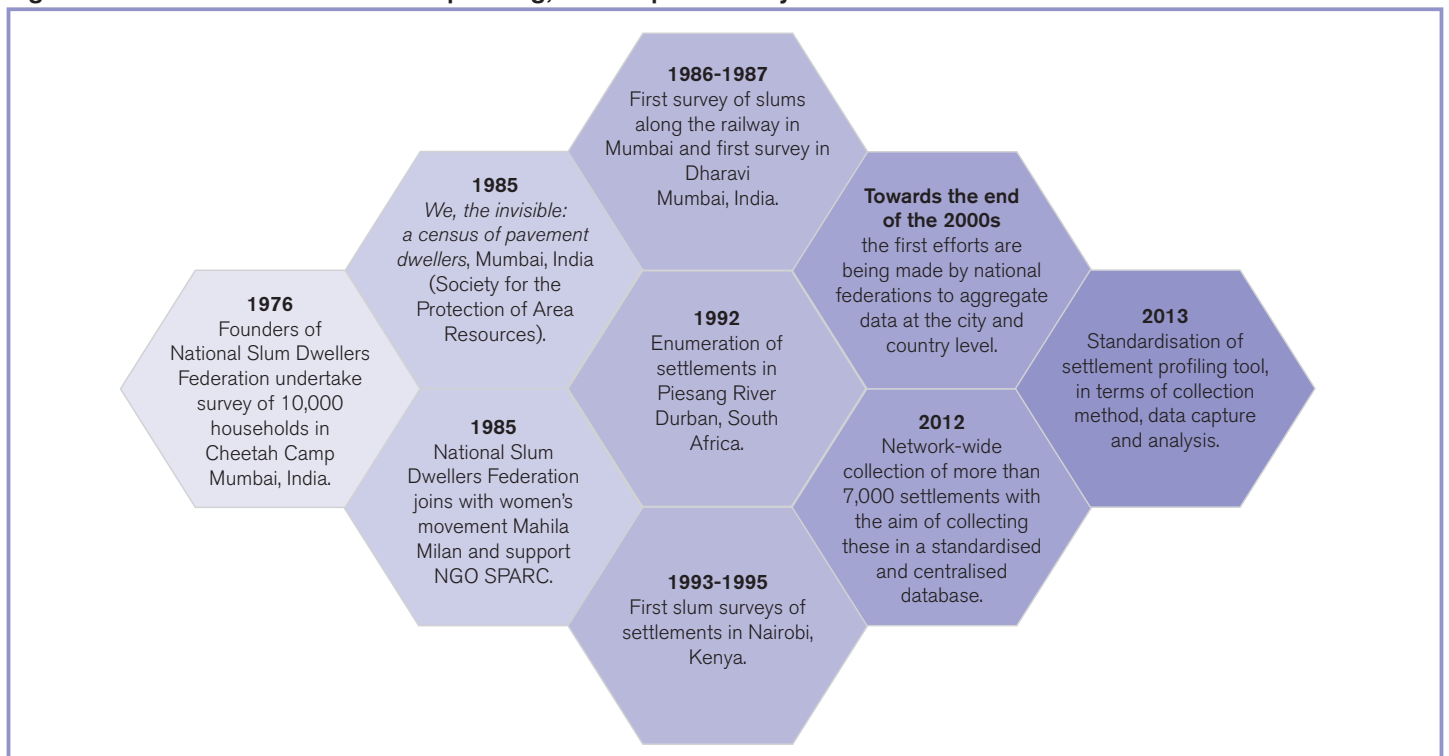 1976
Founders of
National Slum Dwellers
Federation undertake
survey of 10,000
households in
Cheetah Camp
Mumbai, India.
1985
We, the invisible:
a census of pavement
dwellers, Mumbai, India
(Society for the
Protection of Area
Resources).
1985
National Slum
Dwellers Federation
joins with women's
movement Mahila
Milan and support
NGO SPARC.
1986-1987
First survey of slums
along the railway in
Mumbai and first survey in
Dharavi
Mumbai, India.
1992
Enumeration of
settlements in
Piesang River
Durban, South
Africa.
1993-1995
First slum surveys of
settlements in Nairobi,
Kenya.
Towards the end
of the 2000s
the first efforts are
being made by national
federations to aggregate
data at the city and
country level.
2012
Network-wide
collection of more than
7,000 settlements with
the aim of collecting
these in a standardised
and centralised
database.
2013
Standardisation of
settlement profiling tool,
in terms of collection
method, data capture
and analysis.